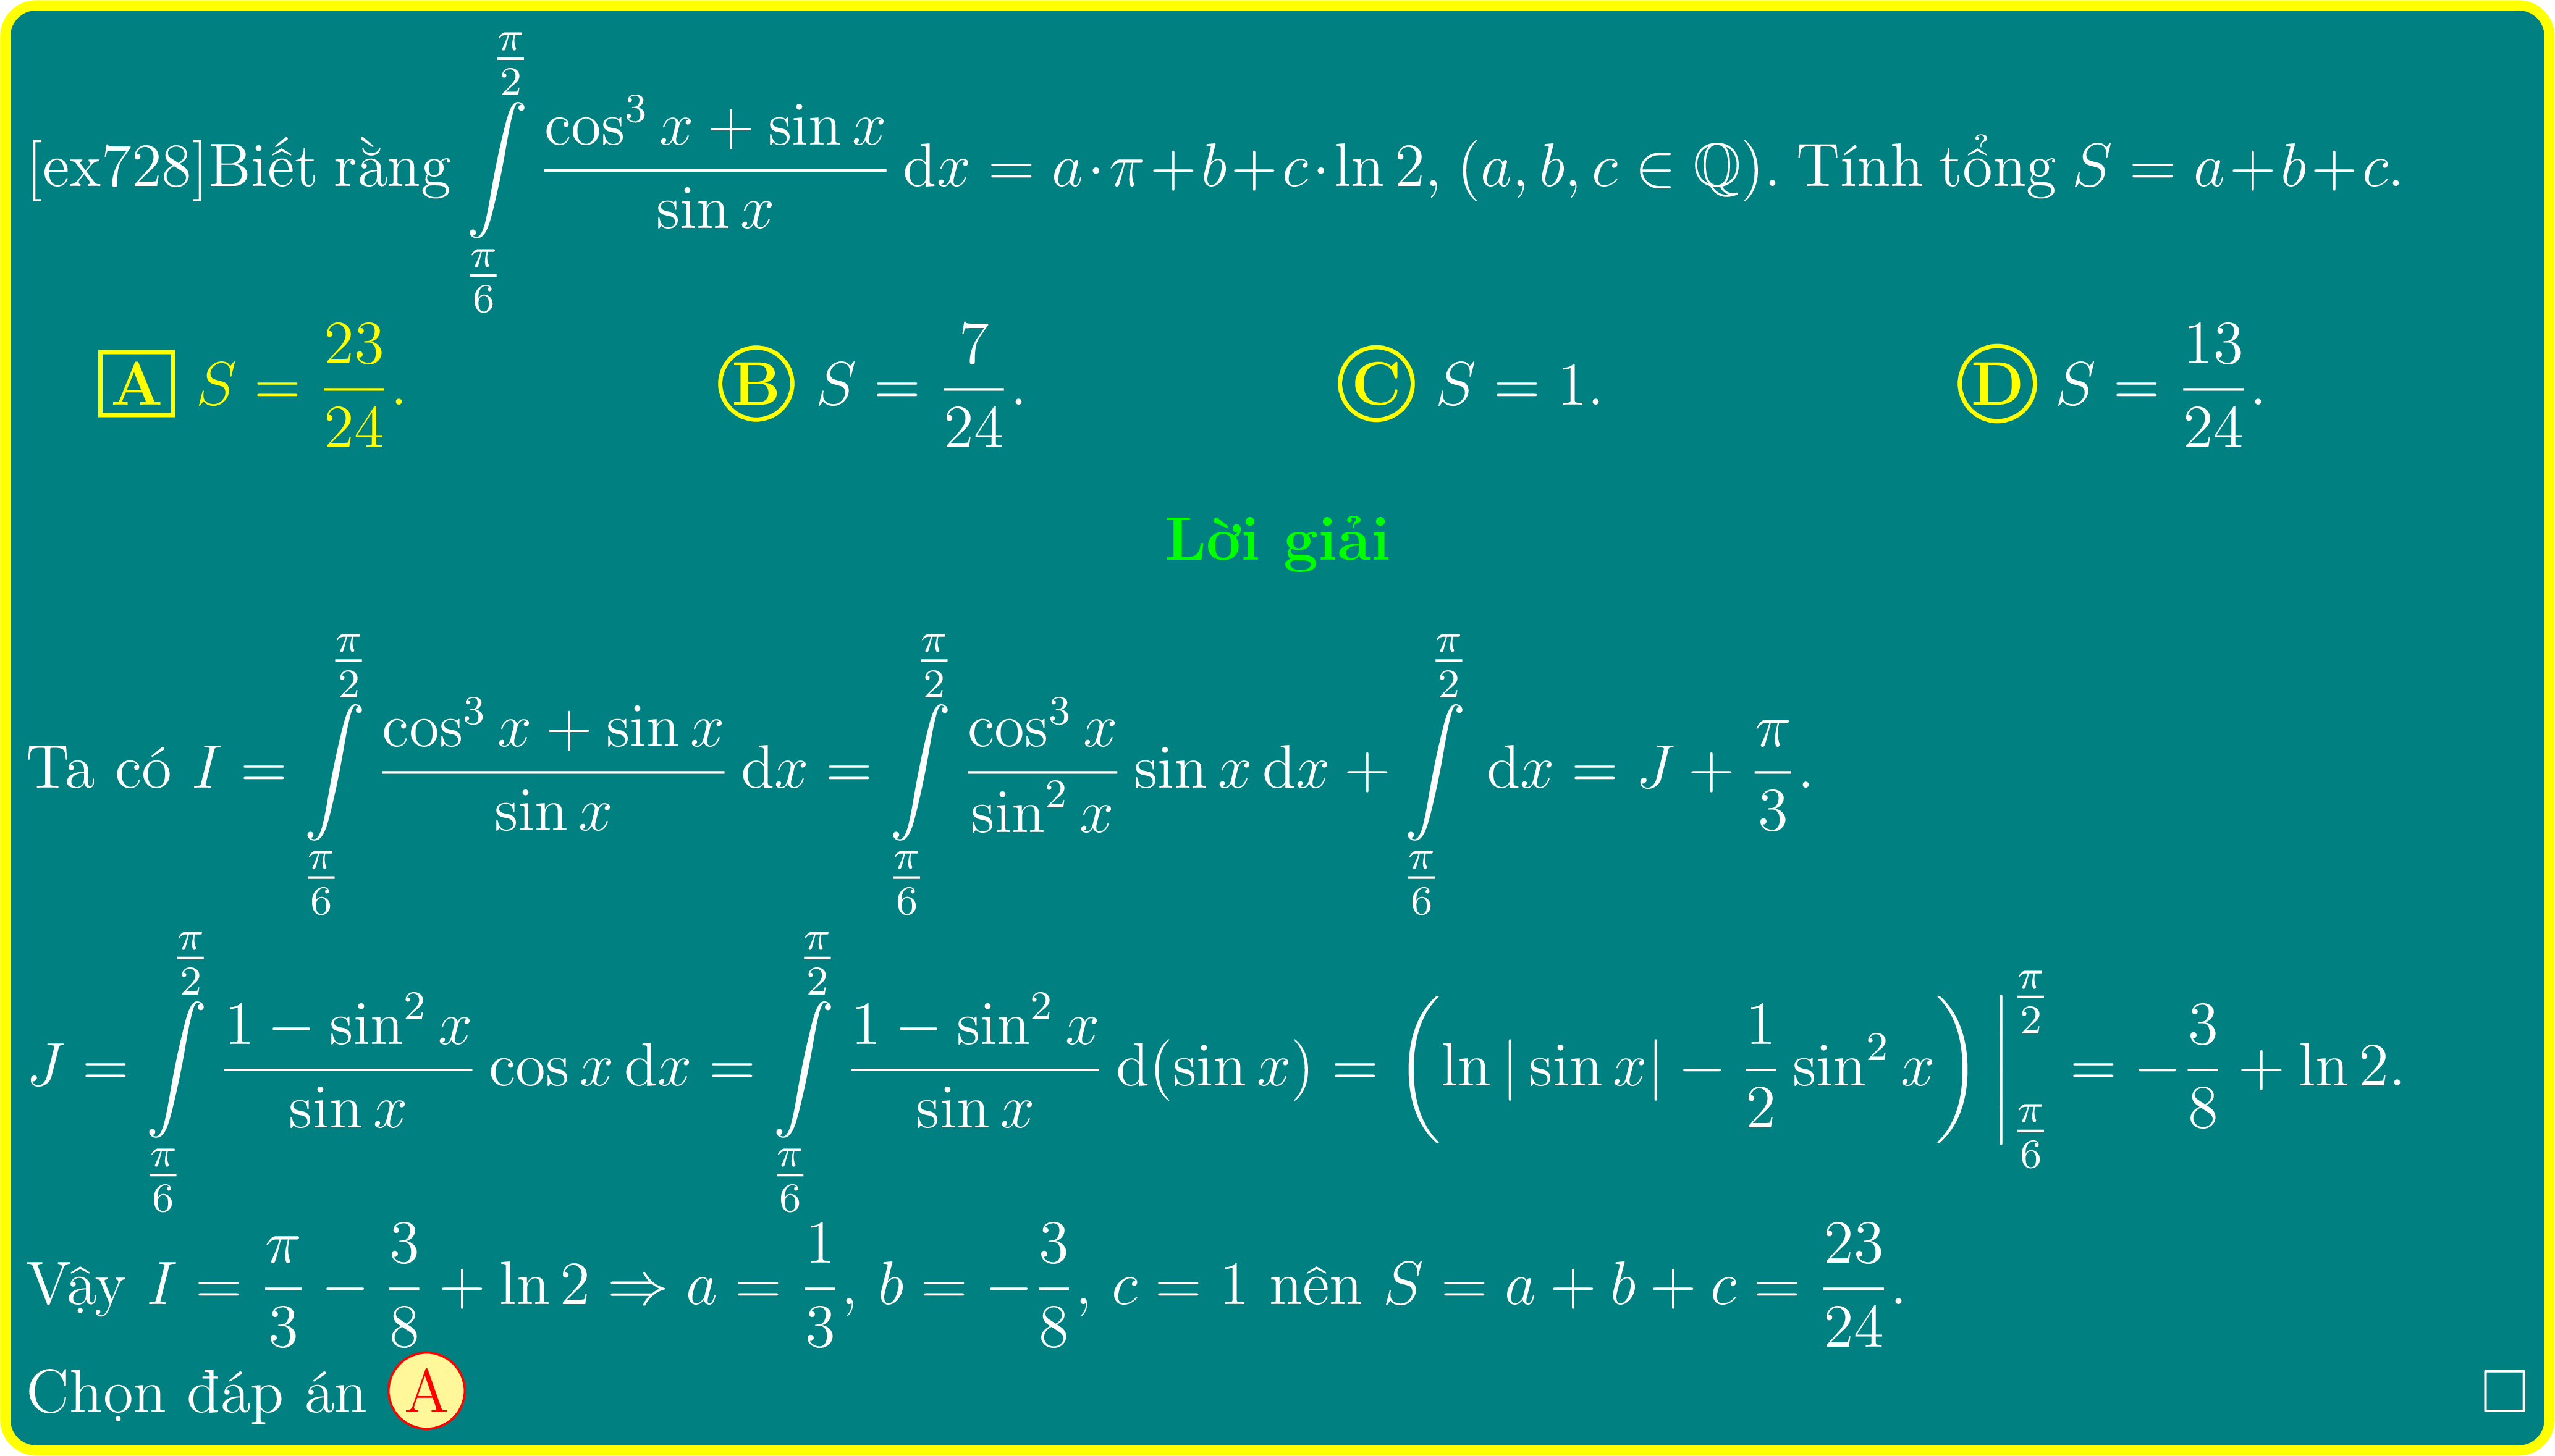 [ex728]Biết rằng $\int\limits_{\frac{\pi}{6}}^{\frac{\pi}{2}} \frac{\cos^3 x + \sin x}{\sin x}\,\mathrm{d}x = a \cdot \pi + b + c \cdot \ln 2$, $(a, b, c \in \mathbb{Q})$. Tính tổng $S = a + b + c$.
A $S = \frac{23}{24}$. B $S = \frac{7}{24}$. C $S = 1$. D $S = \frac{13}{24}$.
Lời giải
Ta có $I = \int\limits_{\frac{\pi}{6}}^{\frac{\pi}{2}} \frac{\cos^3 x + \sin x}{\sin x}\,\mathrm{d}x = \int\limits_{\frac{\pi}{6}}^{\frac{\pi}{2}} \frac{\cos^3 x}{\sin^2 x} \sin x\,\mathrm{d}x + \int\limits_{\frac{\pi}{6}}^{\frac{\pi}{2}} \mathrm{d}x = J + \frac{\pi}{3}$.
$J = \int\limits_{\frac{\pi}{6}}^{\frac{\pi}{2}} \frac{1 - \sin^2 x}{\sin x} \cos x\,\mathrm{d}x = \int\limits_{\frac{\pi}{6}}^{\frac{\pi}{2}} \frac{1 - \sin^2 x}{\sin x}\,\mathrm{d}(\sin x) = \left( \ln |\sin x| - \frac{1}{2} \sin^2 x \right) \Big|_{\frac{\pi}{6}}^{\frac{\pi}{2}} = -\frac{3}{8} + \ln 2$.
Vậy $I = \frac{\pi}{3} - \frac{3}{8} + \ln 2 \Rightarrow a = \frac{1}{3}$, $b = -\frac{3}{8}$, $c = 1$ nên $S = a + b + c = \frac{23}{24}$.
Chọn đáp án A □